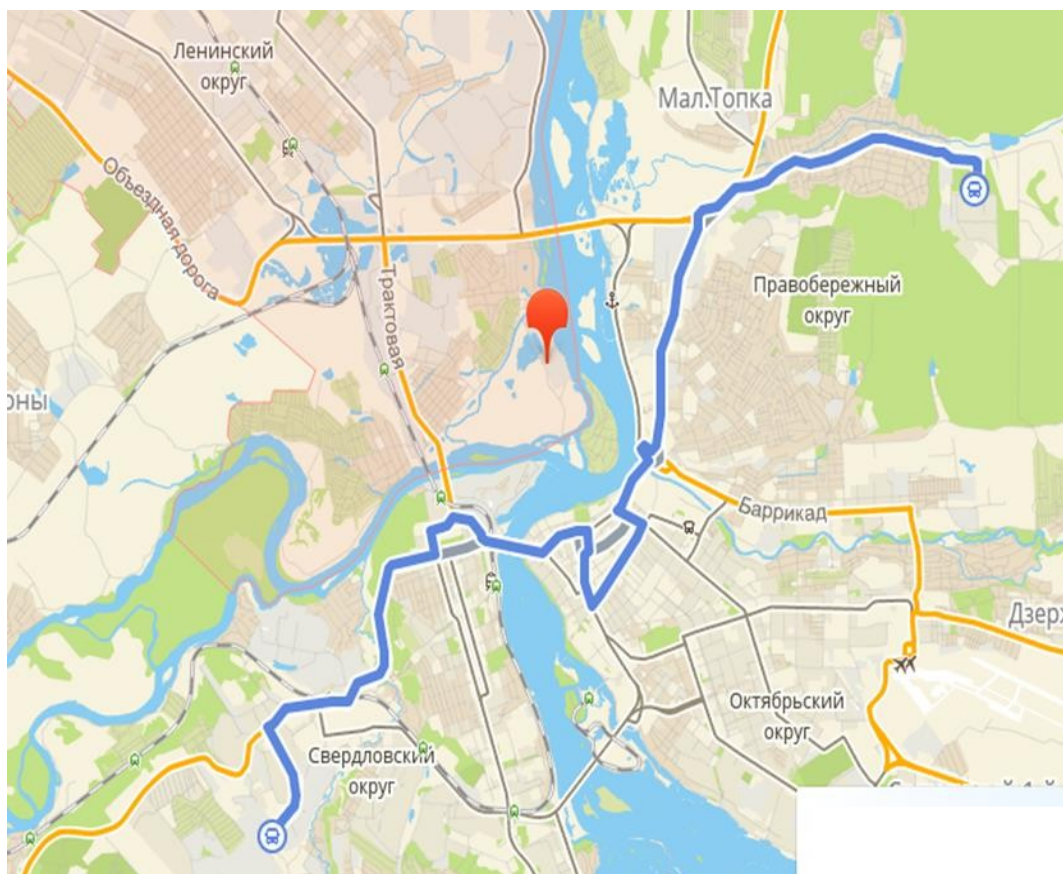 Ленинский
округ
Мал.Топка
Объездная дорога
Трактовая
Правобережный
округ
ОНЫ
Баррикад
Дзерж
Октябрьский
округ
Свердловский
округ